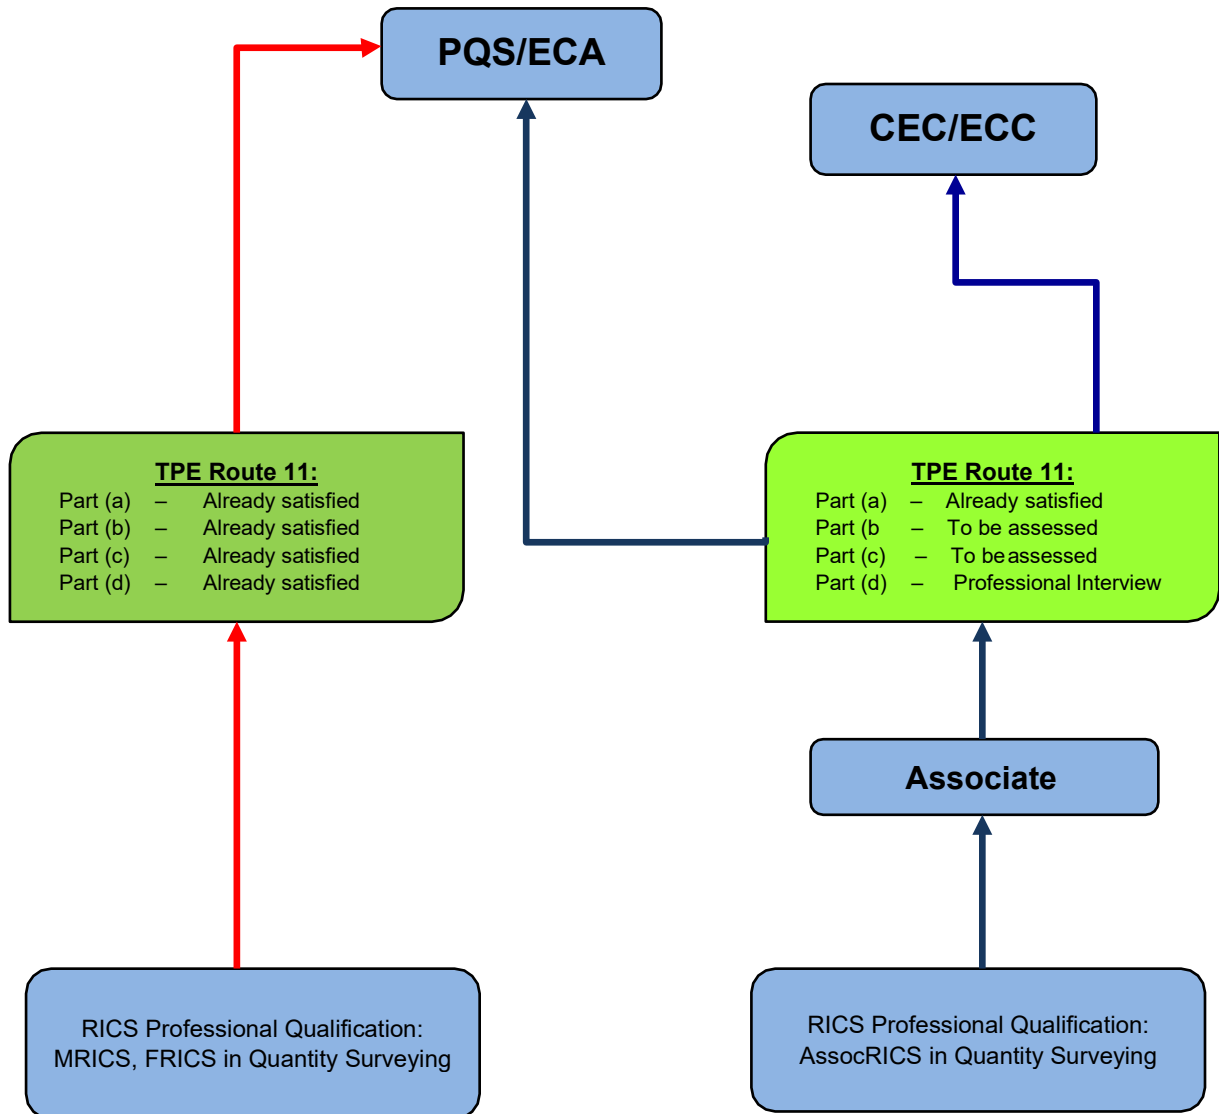 PQS/ECA
CEC/ECC
TPE Route 11:
Part (a) – Already satisfied
Part (b) – Already satisfied
Part (c) – Already satisfied
Part (d) – Already satisfied
TPE Route 11:
Part (a) – Already satisfied
Part (b – To be assessed
Part (c) – To be assessed
Part (d) – Professional Interview
Associate
RICS Professional Qualification:
MRICS, FRICS in Quantity Surveying
RICS Professional Qualification:
AssocRICS in Quantity Surveying